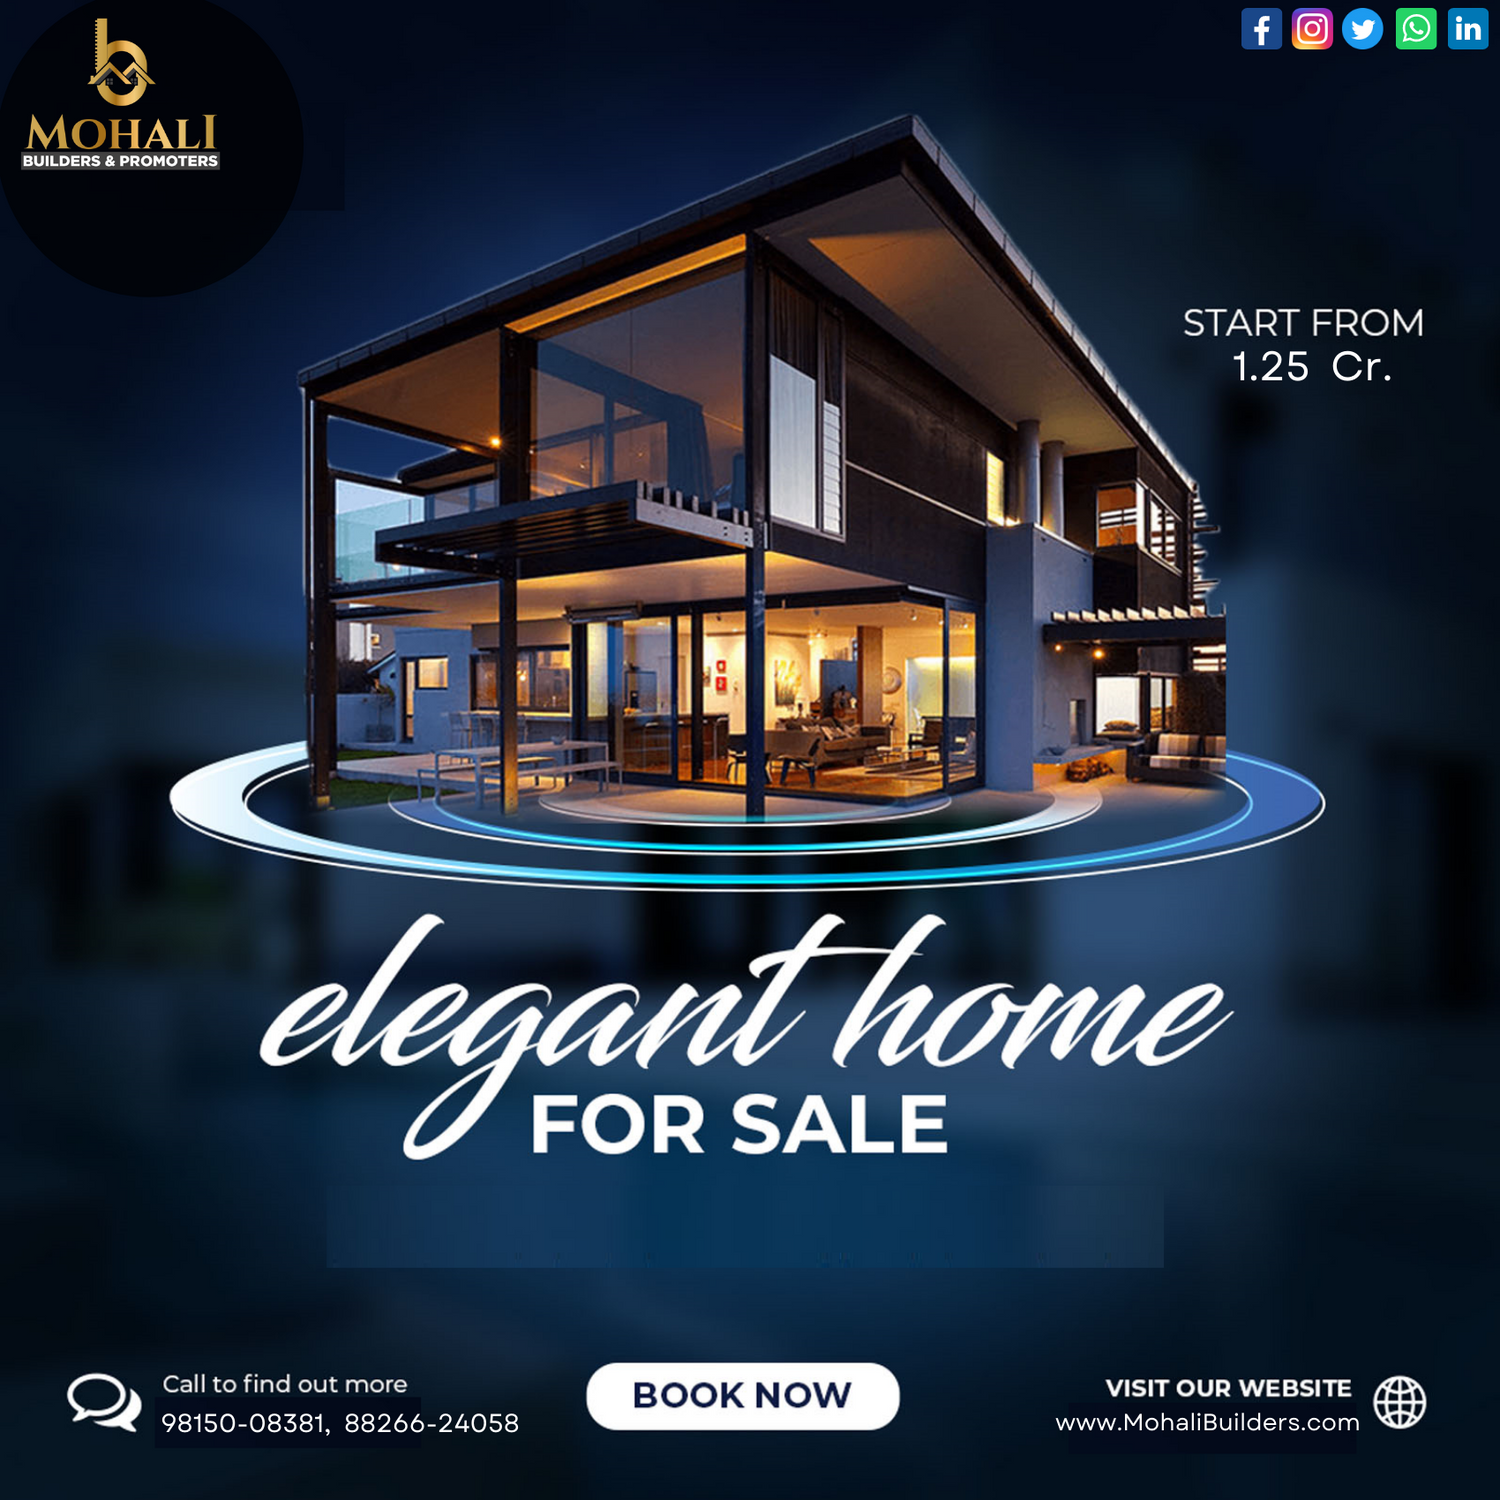 MOHALI
BUILDERS & PROMOTERS
START FROM
1.25 Cr.
elegant home
FOR SALE
Call to find out more
98150-08381, 88266-24058
BOOK NOW
VISIT OUR WEBSITE
www.MohaliBuilders.com